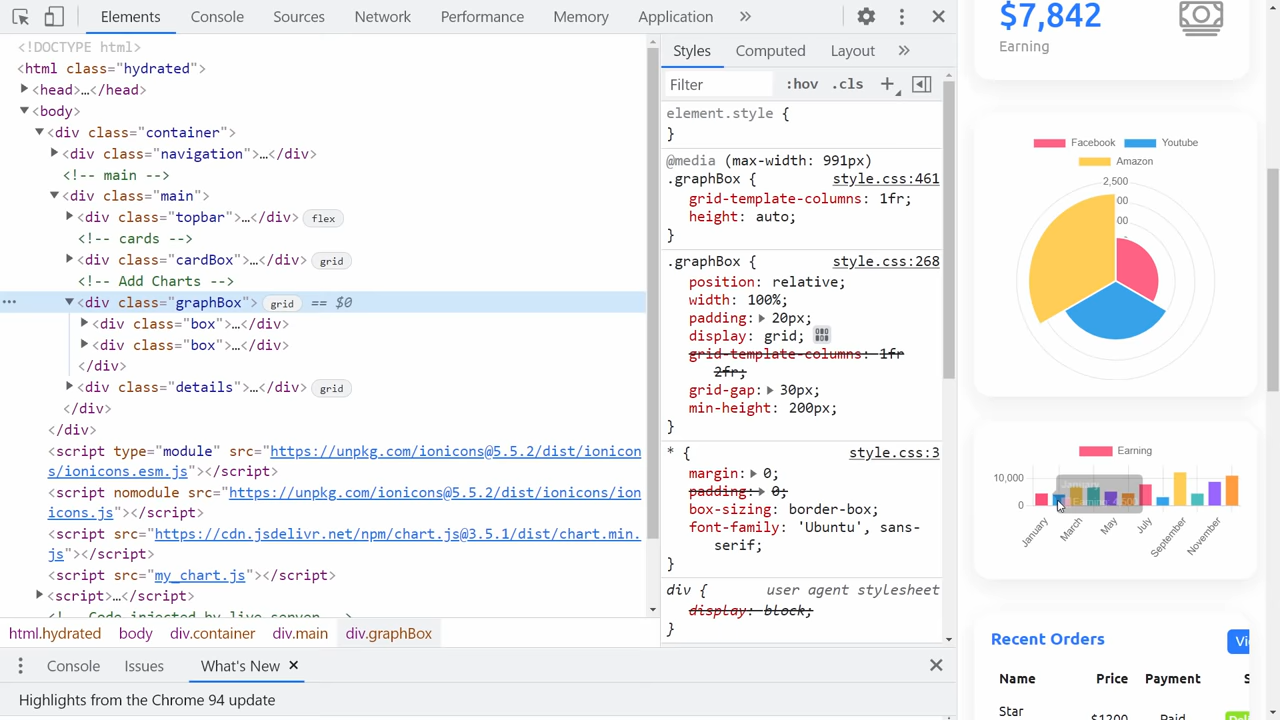 Elements Console Sources Network Performance Memory Application »
<!DOCTYPE html>
<html class="hydrated">
<head>…</head>
<body>
<div class="container">
<div class="navigation">…</div>
<!-- main -->
<div class="main">
<div class="topbar">…</div> flex
<!-- cards -->
<div class="cardBox">…</div> grid
<!-- Add Charts -->
<div class="graphBox"> grid == $0
<div class="box">…</div>
<div class="box">…</div>
</div>
<div class="details">…</div> grid
</div>
</div>
<script type="module" src="https://unpkg.com/ionicons@5.5.2/dist/ionicon
s/ionicons.esm.js"></script>
<script nomodule src="https://unpkg.com/ionicons@5.5.2/dist/ionicons/ion
icons.js"></script>
<script src="https://cdn.jsdelivr.net/npm/chart.js@3.5.1/dist/chart.min.
js"></script>
<script src="my_chart.js"></script>
<script>…</script>
html.hydrated body div.container div.main div.graphBox
Console Issues What's New ×
Highlights from the Chrome 94 update
Styles Computed Layout »
Filter :hov .cls +
element.style {
}
@media (max-width: 991px)
.graphBox { style.css:461
grid-template-columns: 1fr;
height: auto;
}
.graphBox { style.css:268
position: relative;
width: 100%;
padding: 20px;
display: grid;
grid-template-columns: 1fr
2fr;
grid-gap: 30px;
min-height: 200px;
}
* { style.css:3
margin: 0;
padding: 0;
box-sizing: border-box;
font-family: 'Ubuntu', sans-
serif;
}
div { user agent stylesheet
display: block;
}
$7,842
Earning
Facebook Youtube
Amazon
2,500
00
00
Earning
10,000
0
January March May July September November
Recent Orders
Name Price Payment
Star
$1200 Paid